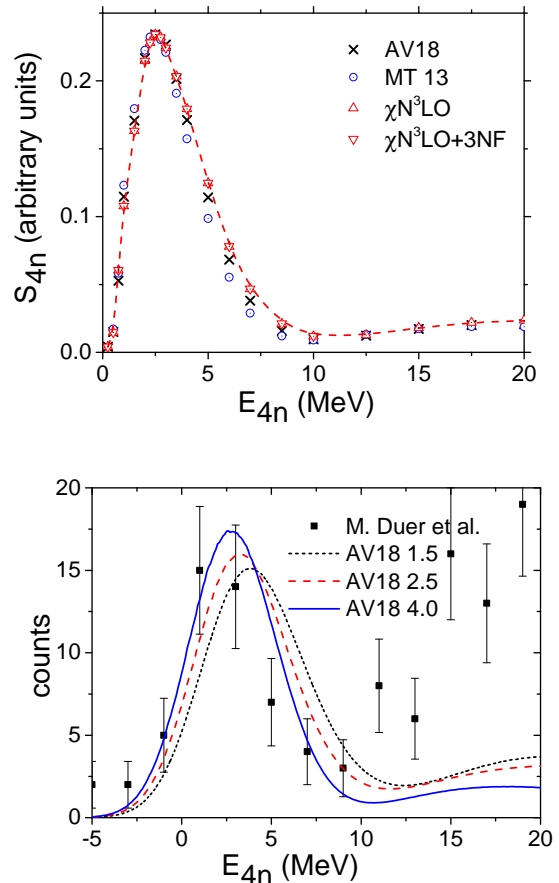 S4n (arbitrary units)
0.2
0.1
0.0
AV18
MT 13
χN³LO
χN³LO+3NF
0 5 10 15 20
E4n (MeV)
counts
20
15
10
5
0
M. Duer et al.
AV18 1.5
AV18 2.5
AV18 4.0
-5 0 5 10 15 20
E4n (MeV)